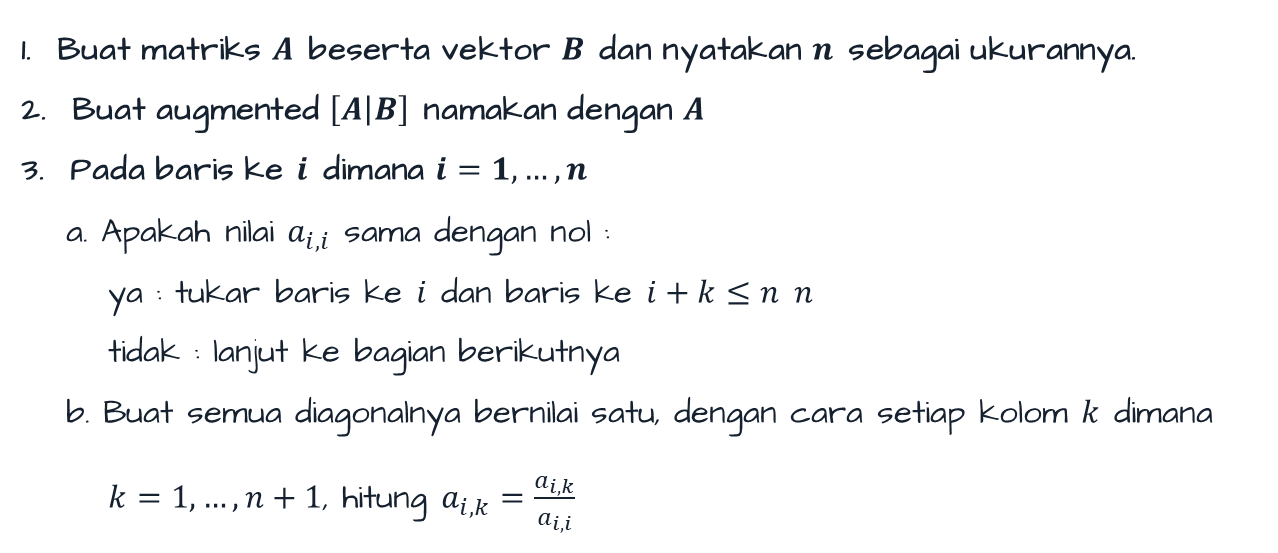 1. Buat matriks A beserta vektor B dan nyatakan n sebagai ukurannya.
2. Buat augmented [A|B] namakan dengan A
3. Pada baris ke i dimana i = 1, ... , n
a. Apakah nilai a_{i,i} sama dengan nol :
ya : tukar baris ke i dan baris ke i + k ≤ n n
tidak : lanjut ke bagian berikutnya
b. Buat semua diagonalnya bernilai satu, dengan cara setiap kolom k dimana
k = 1, ... , n + 1, hitung a_{i,k} = \frac{a_{i,k}}{a_{i,i}}